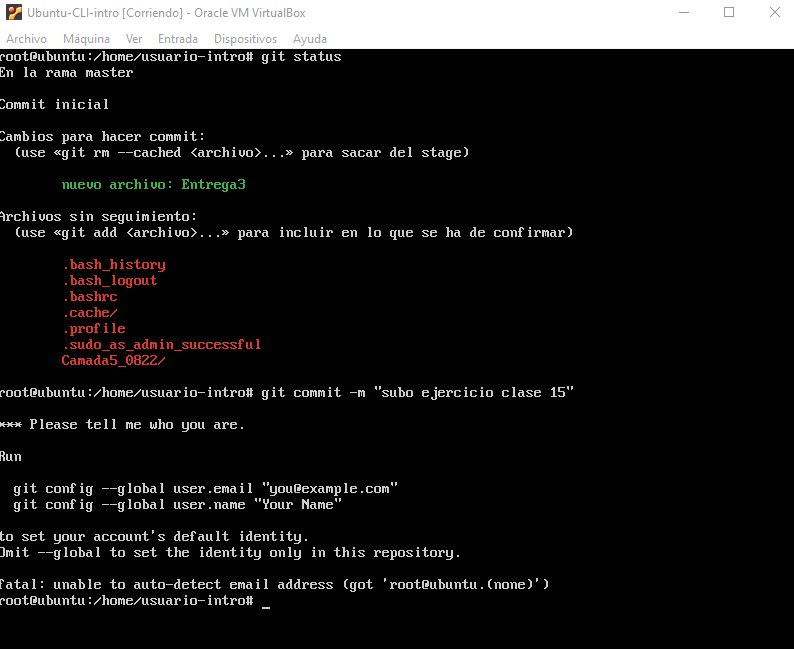 Ubuntu-CLI-intro [Corriendo] - Oracle VM VirtualBox
Archivo Máquina Ver Entrada Dispositivos Ayuda
root@ubuntu:/home/usuario-intro# git status
En la rama master
Commit inicial
Cambios para hacer commit:
(use «git rm --cached <archivo>...» para sacar del stage)
nuevo archivo: Entrega3
Archivos sin seguimiento:
(use «git add <archivo>...» para incluir en lo que se ha de confirmar)
.bash_history
.bash_logout
.bashrc
.cache/
.profile
.sudo_as_admin_successful
Camada5_0822/
root@ubuntu:/home/usuario-intro# git commit -m "subo ejercicio clase 15"
*** Please tell me who you are.
Run
git config --global user.email "you@example.com"
git config --global user.name "Your Name"
to set your account's default identity.
Omit --global to set the identity only in this repository.
fatal: unable to auto-detect email address (got 'root@ubuntu.(none)')
root@ubuntu:/home/usuario-intro# _